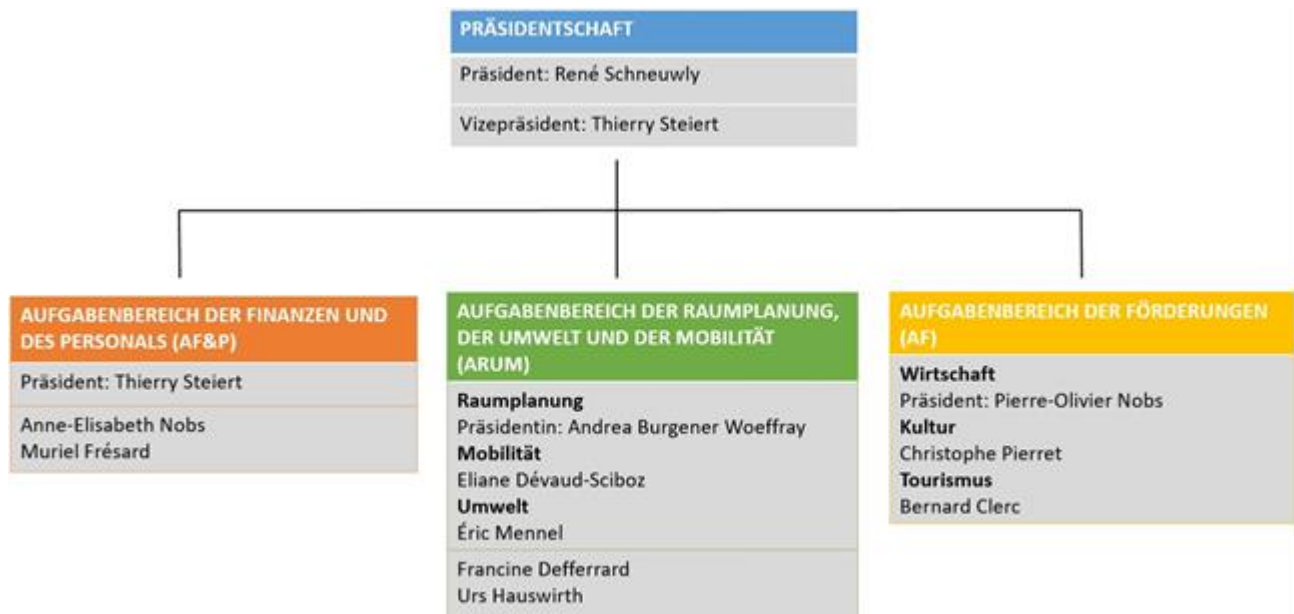 PRÄSIDENTSCHAFT
Präsident: René Schneuwly
Vizepräsident: Thierry Steiert
AUFGABENBEREICH DER FINANZEN UND
DES PERSONALS (AF&P)
Präsident: Thierry Steiert
Anne-Elisabeth Nobs
Muriel Frésard
AUFGABENBEREICH DER RAUMPLANUNG,
DER UMWELT UND DER MOBILITÄT
(ARUM)
Raumplanung
Präsidentin: Andrea Burgener Woeffray
Mobilität
Eliane Dévaud-Sciboz
Umwelt
Éric Mennel
Francine Defferrard
Urs Hauswirth
AUFGABENBEREICH DER FÖRDERUNGEN
(AF)
Wirtschaft
Präsident: Pierre-Olivier Nobs
Kultur
Christophe Pierret
Tourismus
Bernard Clerc